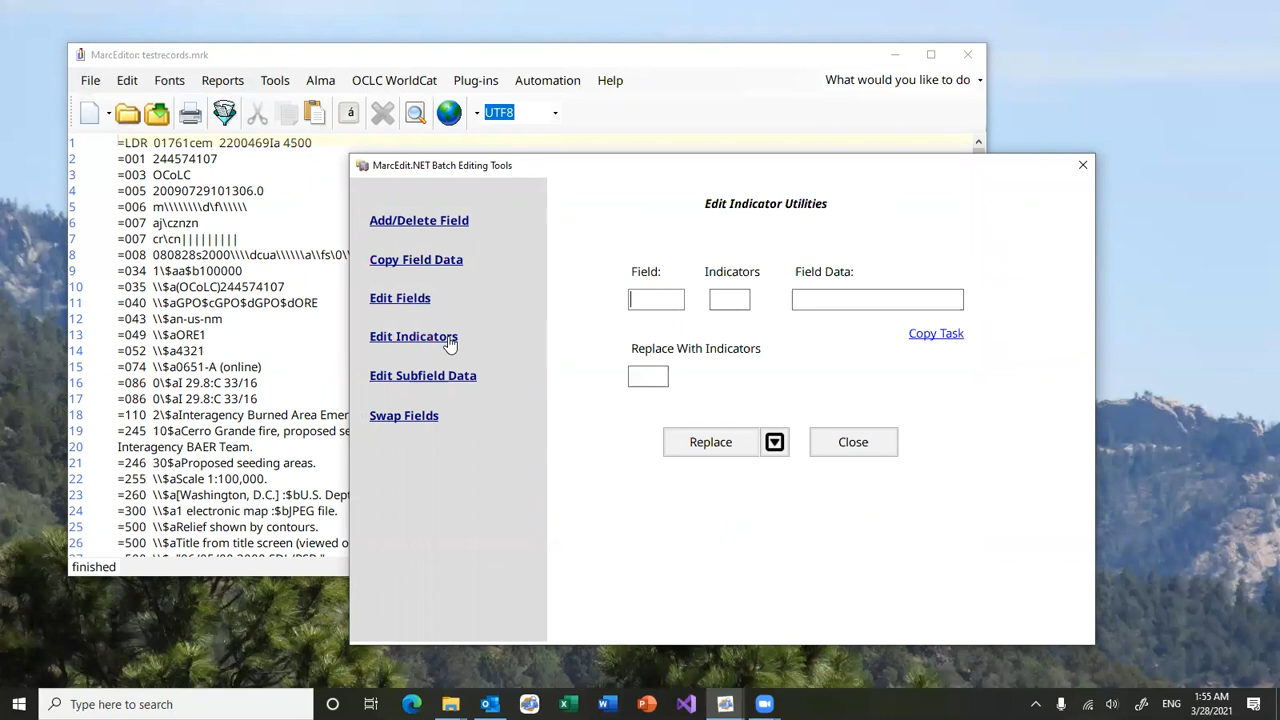 MarcEditor: testrecords.mrk
File Edit Fonts Reports Tools Alma OCLC WorldCat Plug-ins Automation Help What would you like to do
UTF8
1 =LDR 01761cem 2200469Ia 4500
2 =001 244574107
3 =003 OCoLC
4 =005 20090729101306.0
5 =006 m\\\\\\\\d\f\\\\\\
6 =007 aj\cznzn
7 =007 cr\cn|||||||||
8 =008 080828s2000\\\\dcua\\\\\\a\\fs\0\\
9 =034 1\$aa$b100000
10 =035 \\$a(OCoLC)244574107
11 =040 \\$aGPO$cGPO$dGPO$dORE
12 =043 \\$an-us-nm
13 =049 \\$aORE1
14 =052 \\$a4321
15 =074 \\$a0651-A (online)
16 =086 0\$aI 29.8:C 33/16
17 =086 0\$aI 29.8:C 33/16
18 =110 2\$aInteragency Burned Area Emer
19 =245 10$aCerro Grande fire, proposed se
20 Interagency BAER Team.
21 =246 30$aProposed seeding areas.
22 =255 \\$aScale 1:100,000.
23 =260 \\$a[Washington, D.C.] :$bU.S. Dept
24 =300 \\$a1 electronic map :$bJPEG file.
25 =500 \\$aRelief shown by contours.
26 =500 \\$aTitle from title screen (viewed o
finished
MarcEdit.NET Batch Editing Tools
Add/Delete Field
Copy Field Data
Edit Fields
Edit Indicators
Edit Subfield Data
Swap Fields
Edit Indicator Utilities
Field: Indicators Field Data:
Copy Task
Replace With Indicators
Replace Close
Type here to search
1:55 AM
3/28/2021